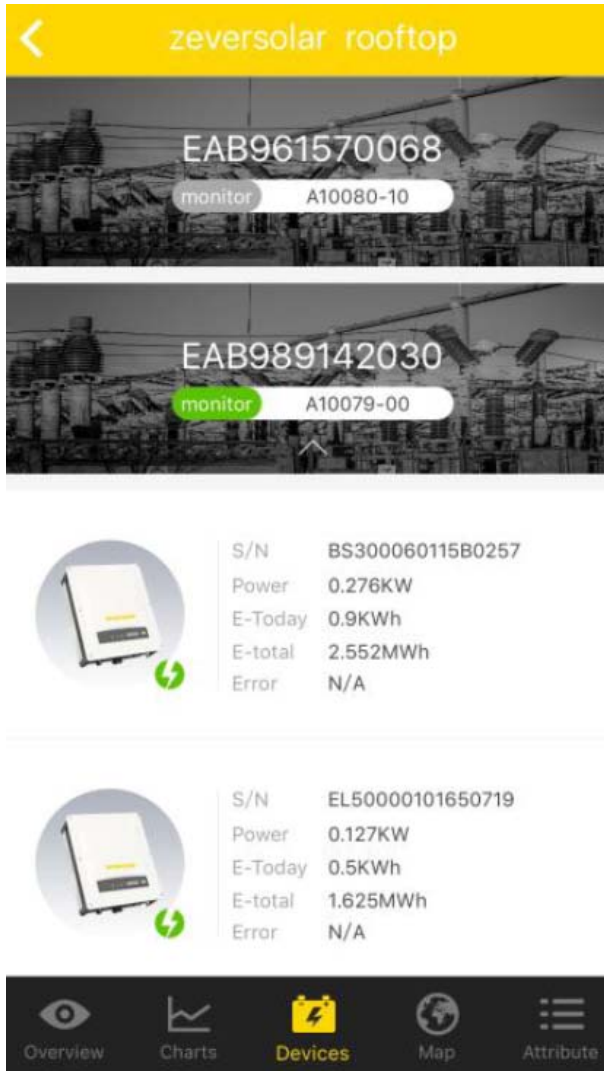 zeversolar rooftop
EAB961570068
monitor A10080-10
EAB989142030
monitor A10079-00
S/N BS300060115B0257
Power 0.276KW
E-Today 0.9KWh
E-total 2.552MWh
Error N/A
S/N EL50000101650719
Power 0.127KW
E-Today 0.5KWh
E-total 1.625MWh
Error N/A
Overview Charts Devices Map Attribute